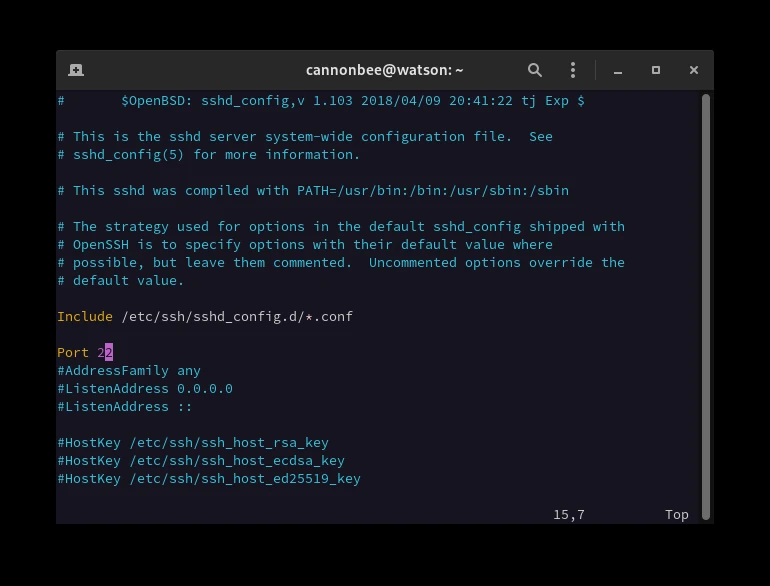 cannonbee@watson: ~
#       $OpenBSD: sshd_config,v 1.103 2018/04/09 20:41:22 tj Exp $
# This is the sshd server system-wide configuration file.  See
# sshd_config(5) for more information.
# This sshd was compiled with PATH=/usr/bin:/bin:/usr/sbin:/sbin
# The strategy used for options in the default sshd_config shipped with
# OpenSSH is to specify options with their default value where
# possible, but leave them commented.  Uncommented options override the
# default value.
Include /etc/ssh/sshd_config.d/*.conf
Port 22
#AddressFamily any
#ListenAddress 0.0.0.0
#ListenAddress ::
#HostKey /etc/ssh/ssh_host_rsa_key
#HostKey /etc/ssh/ssh_host_ecdsa_key
#HostKey /etc/ssh/ssh_host_ed25519_key
15,7          Top